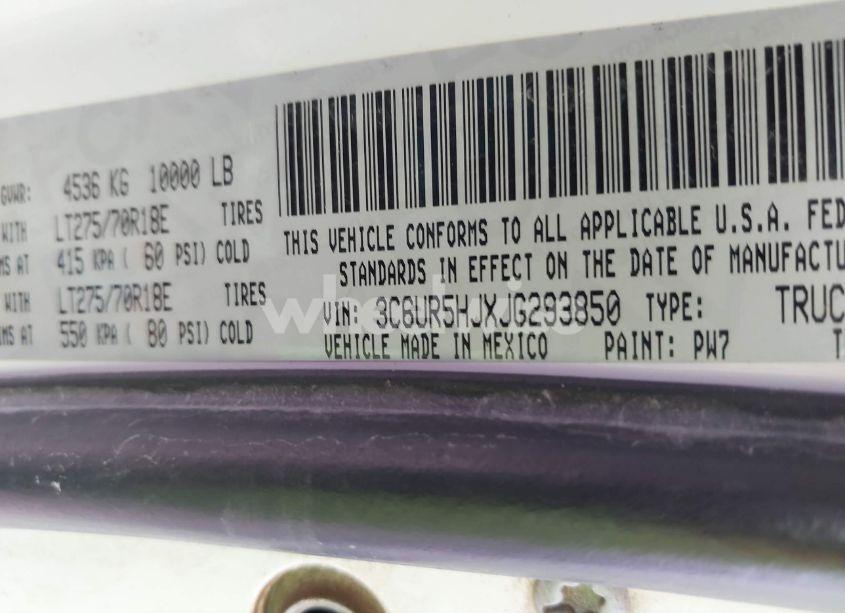 GVWR: 4536 KG 10000 LB
WITH LT275/70R18E TIRES
MS AT 415 KPA ( 60 PSI) COLD
WITH LT275/70R18E TIRES
MS AT 550 KPA ( 80 PSI) COLD
THIS VEHICLE CONFORMS TO ALL APPLICABLE U.S.A. FED
STANDARDS IN EFFECT ON THE DATE OF MANUFACTU
VIN: 3C6UR5HJXJG293850 TYPE: TRUC
VEHICLE MADE IN MEXICO PAINT: PW7 T